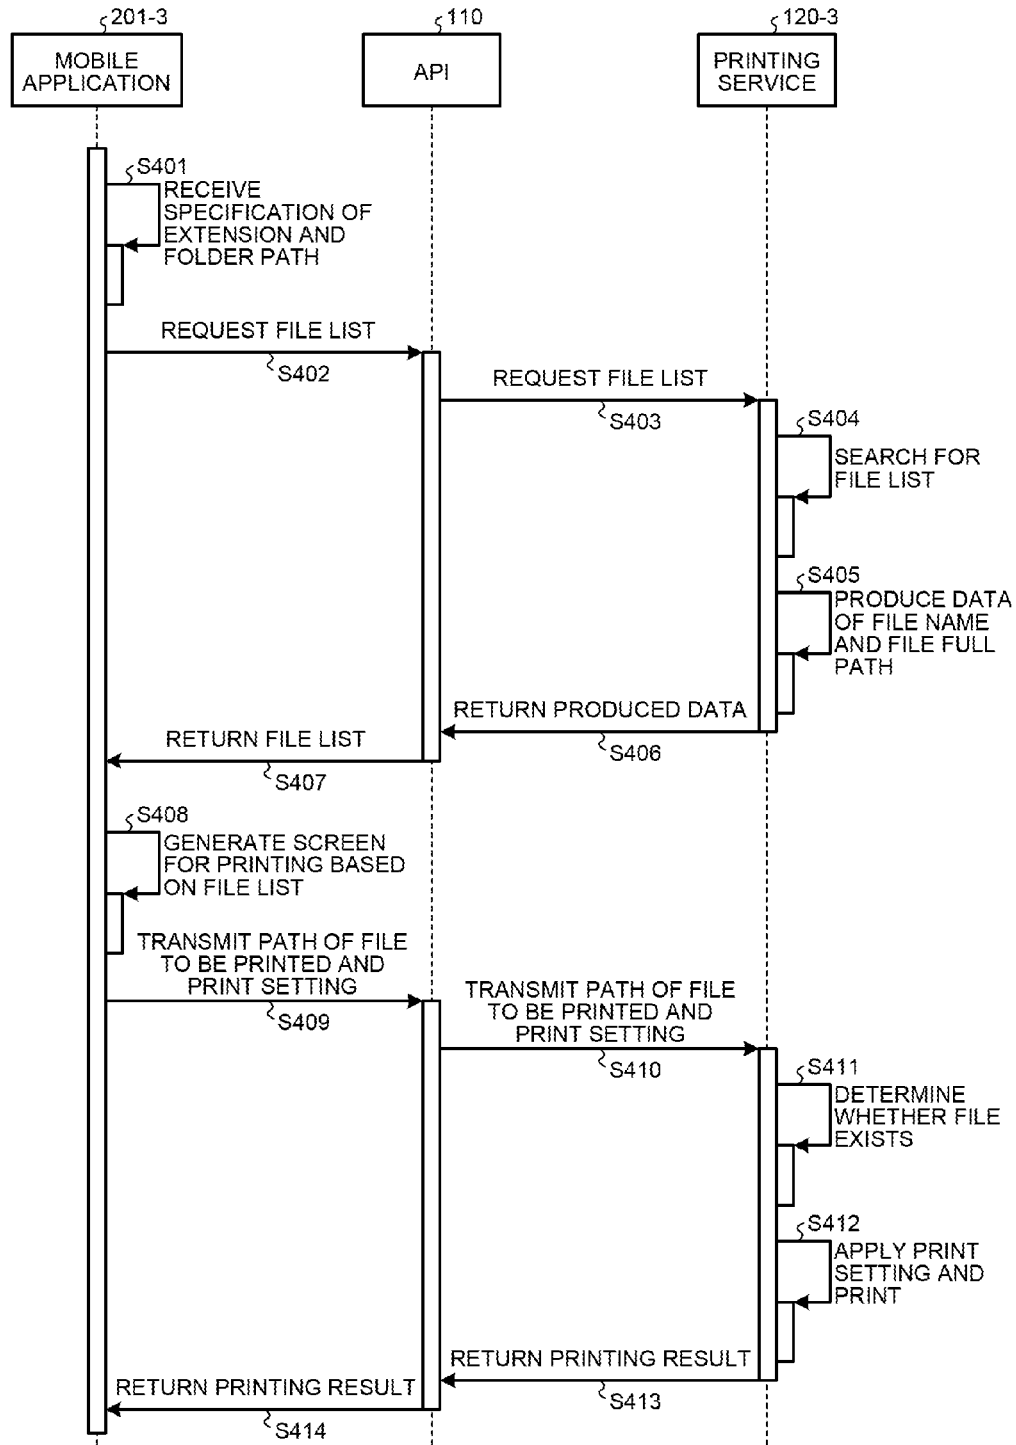 201-3
110
120-3
MOBILE
APPLICATION
API
PRINTING
SERVICE
S401
RECEIVE
SPECIFICATION OF
EXTENSION AND
FOLDER PATH
REQUEST FILE LIST
S402
REQUEST FILE LIST
S403
S404
SEARCH FOR
FILE LIST
S405
PRODUCE DATA
OF FILE NAME
AND FILE FULL
PATH
RETURN PRODUCED DATA
S406
RETURN FILE LIST
S407
S408
GENERATE SCREEN
FOR PRINTING BASED
ON FILE LIST
TRANSMIT PATH OF FILE
TO BE PRINTED AND
PRINT SETTING
S409
TRANSMIT PATH OF FILE
TO BE PRINTED AND
PRINT SETTING
S410
S411
DETERMINE
WHETHER FILE
EXISTS
S412
APPLY PRINT
SETTING AND
PRINT
RETURN PRINTING RESULT
S413
RETURN PRINTING RESULT
S414